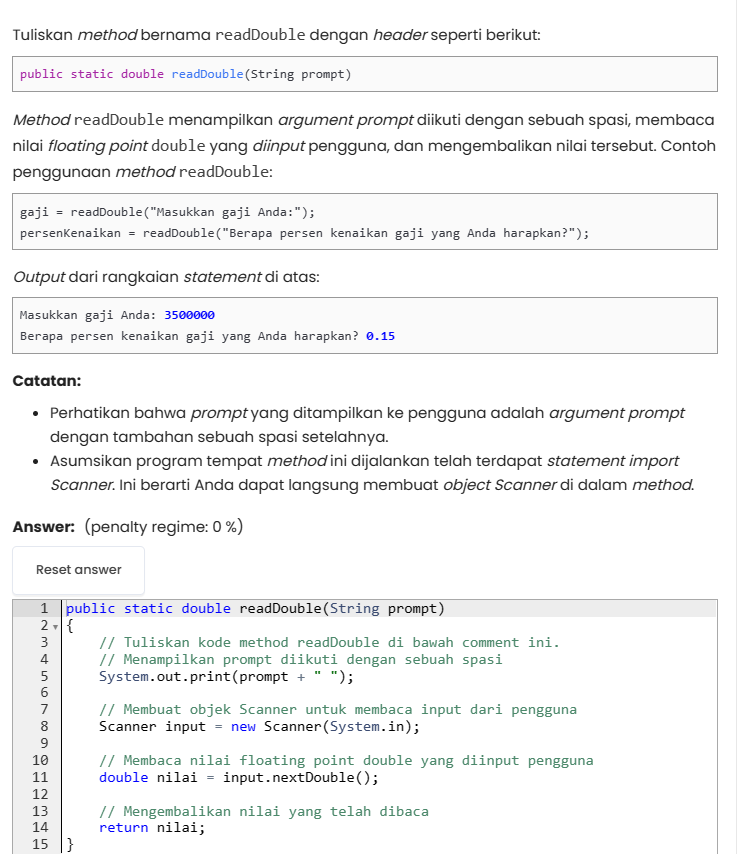 Tuliskan method bernama readDouble dengan header seperti berikut:
public static double readDouble(String prompt)
Method readDouble menampilkan argument prompt diikuti dengan sebuah spasi, membaca
nilai floating point double yang diinput pengguna, dan mengembalikan nilai tersebut. Contoh
penggunaan method readDouble:
gaji = readDouble("Masukkan gaji Anda:");
persenKenaikan = readDouble("Berapa persen kenaikan gaji yang Anda harapkan?");
Output dari rangkaian statement di atas:
Masukkan gaji Anda: 3500000
Berapa persen kenaikan gaji yang Anda harapkan? 0.15
Catatan:
• Perhatikan bahwa prompt yang ditampilkan ke pengguna adalah argument prompt
dengan tambahan sebuah spasi setelahnya.
• Asumsikan program tempat method ini dijalankan telah terdapat statement import
Scanner. Ini berarti Anda dapat langsung membuat object Scanner di dalam method.
Answer: (penalty regime: 0 %)
Reset answer
1 public static double readDouble(String prompt)
2 {
3     // Tuliskan kode method readDouble di bawah comment ini.
4     // Menampilkan prompt diikuti dengan sebuah spasi
5     System.out.print(prompt + " ");
6
7     // Membuat objek Scanner untuk membaca input dari pengguna
8     Scanner input = new Scanner(System.in);
9
10     // Membaca nilai floating point double yang diinput pengguna
11     double nilai = input.nextDouble();
12
13     // Mengembalikan nilai yang telah dibaca
14     return nilai;
15 }